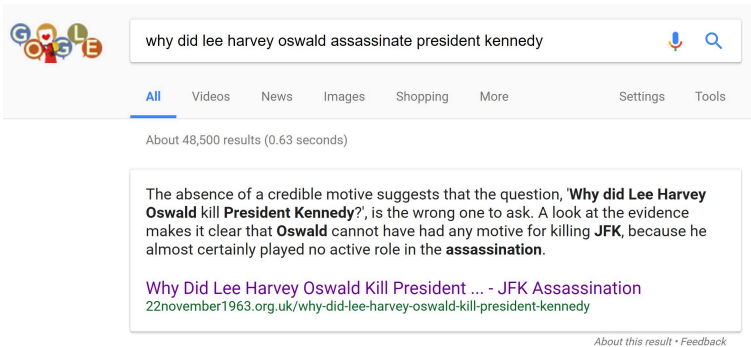 GOOGLE
why did lee harvey oswald assassinate president kennedy
All Videos News Images Shopping More Settings Tools
About 48,500 results (0.63 seconds)
The absence of a credible motive suggests that the question, 'Why did Lee Harvey
Oswald kill President Kennedy?', is the wrong one to ask. A look at the evidence
makes it clear that Oswald cannot have had any motive for killing JFK, because he
almost certainly played no active role in the assassination.
Why Did Lee Harvey Oswald Kill President ... - JFK Assassination
22november1963.org.uk/why-did-lee-harvey-oswald-kill-president-kennedy
About this result • Feedback